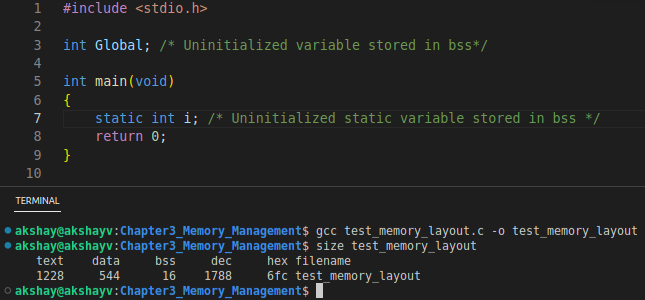 1 #include <stdio.h>
2
3 int Global; /* Uninitialized variable stored in bss*/
4
5 int main(void)
6 {
7     static int i; /* Uninitialized static variable stored in bss */
8     return 0;
9 }
10
TERMINAL
akshay@akshayv:Chapter3_Memory_Management$ gcc test_memory_layout.c -o test_memory_layout
akshay@akshayv:Chapter3_Memory_Management$ size test_memory_layout
   text    data     bss     dec     hex filename
   1228     544      16    1788     6fc test_memory_layout
akshay@akshayv:Chapter3_Memory_Management$